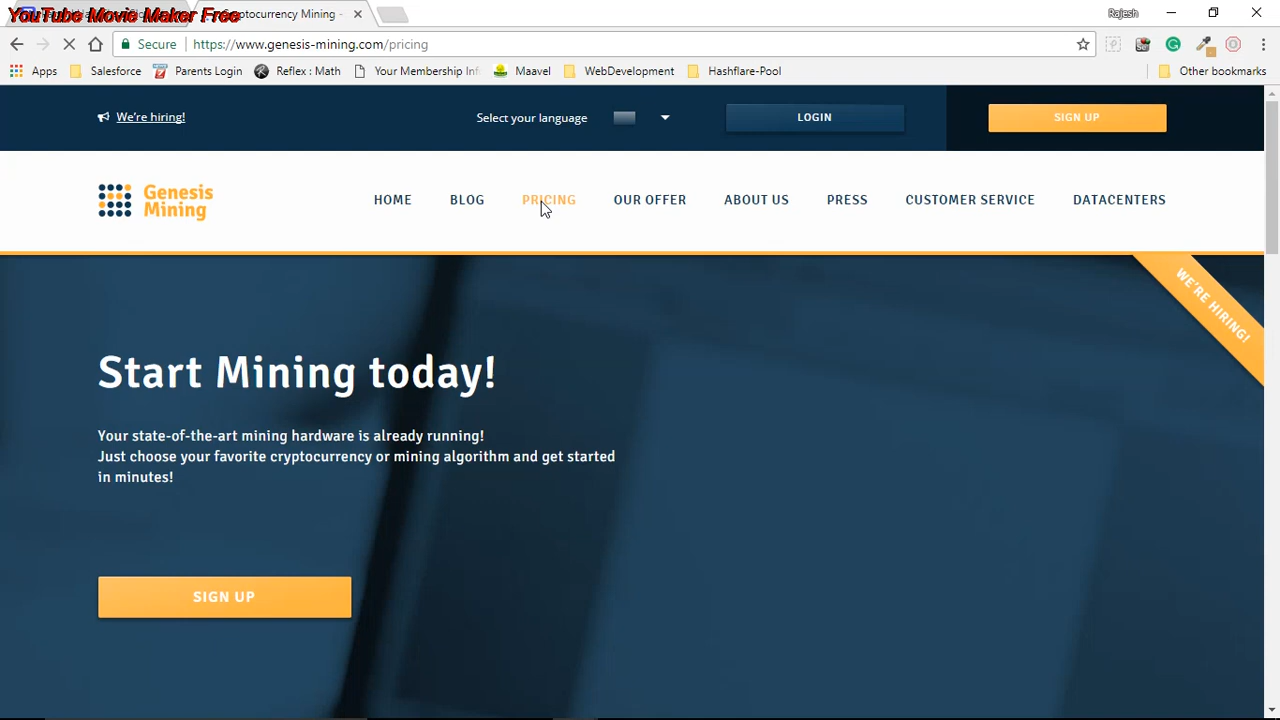 YouTube Movie Maker Free
Cryptocurrency Mining -
Rajesh
Secure
https://www.genesis-mining.com/pricing
Apps Salesforce Parents Login Reflex : Math Your Membership Inf Maavel WebDevelopment Hashflare-Pool Other bookmarks
We're hiring!
Select your language
LOGIN
SIGN UP
Genesis
Mining
HOME BLOG PRICING OUR OFFER ABOUT US PRESS CUSTOMER SERVICE DATACENTERS
WE'RE HIRING!
Start Mining today!
Your state-of-the-art mining hardware is already running!
Just choose your favorite cryptocurrency or mining algorithm and get started
in minutes!
SIGN UP